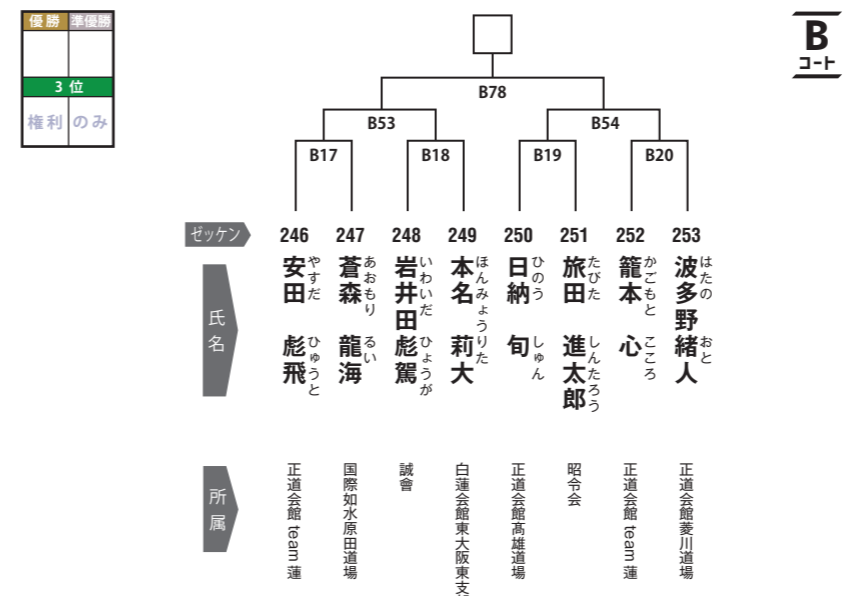 優勝 準優勝
3 位
権利 のみ
B
コート
B78
B53 B54
B17 B18 B19 B20
ゼッケン 246 247 248 249 250 251 252 253
氏名
安田 彪飛
やすだ ひゅうと
蒼森 龍海
あおもり るい
岩井田 彪駕
いわいだ ひょうが
本名 莉大
ほんみょう りた
日納 旬
ひのう しゅん
旅田 進太郎
たびた しんたろう
籠本 心
かごもと こころ
波多野 緒人
はたの おと
所属
正道会館 team 蓮
国際如水原田道場
誠會
白蓮会館東大阪東支
正道会館髙雄道場
昭令会
正道会館 team 蓮
正道会館菱川道場